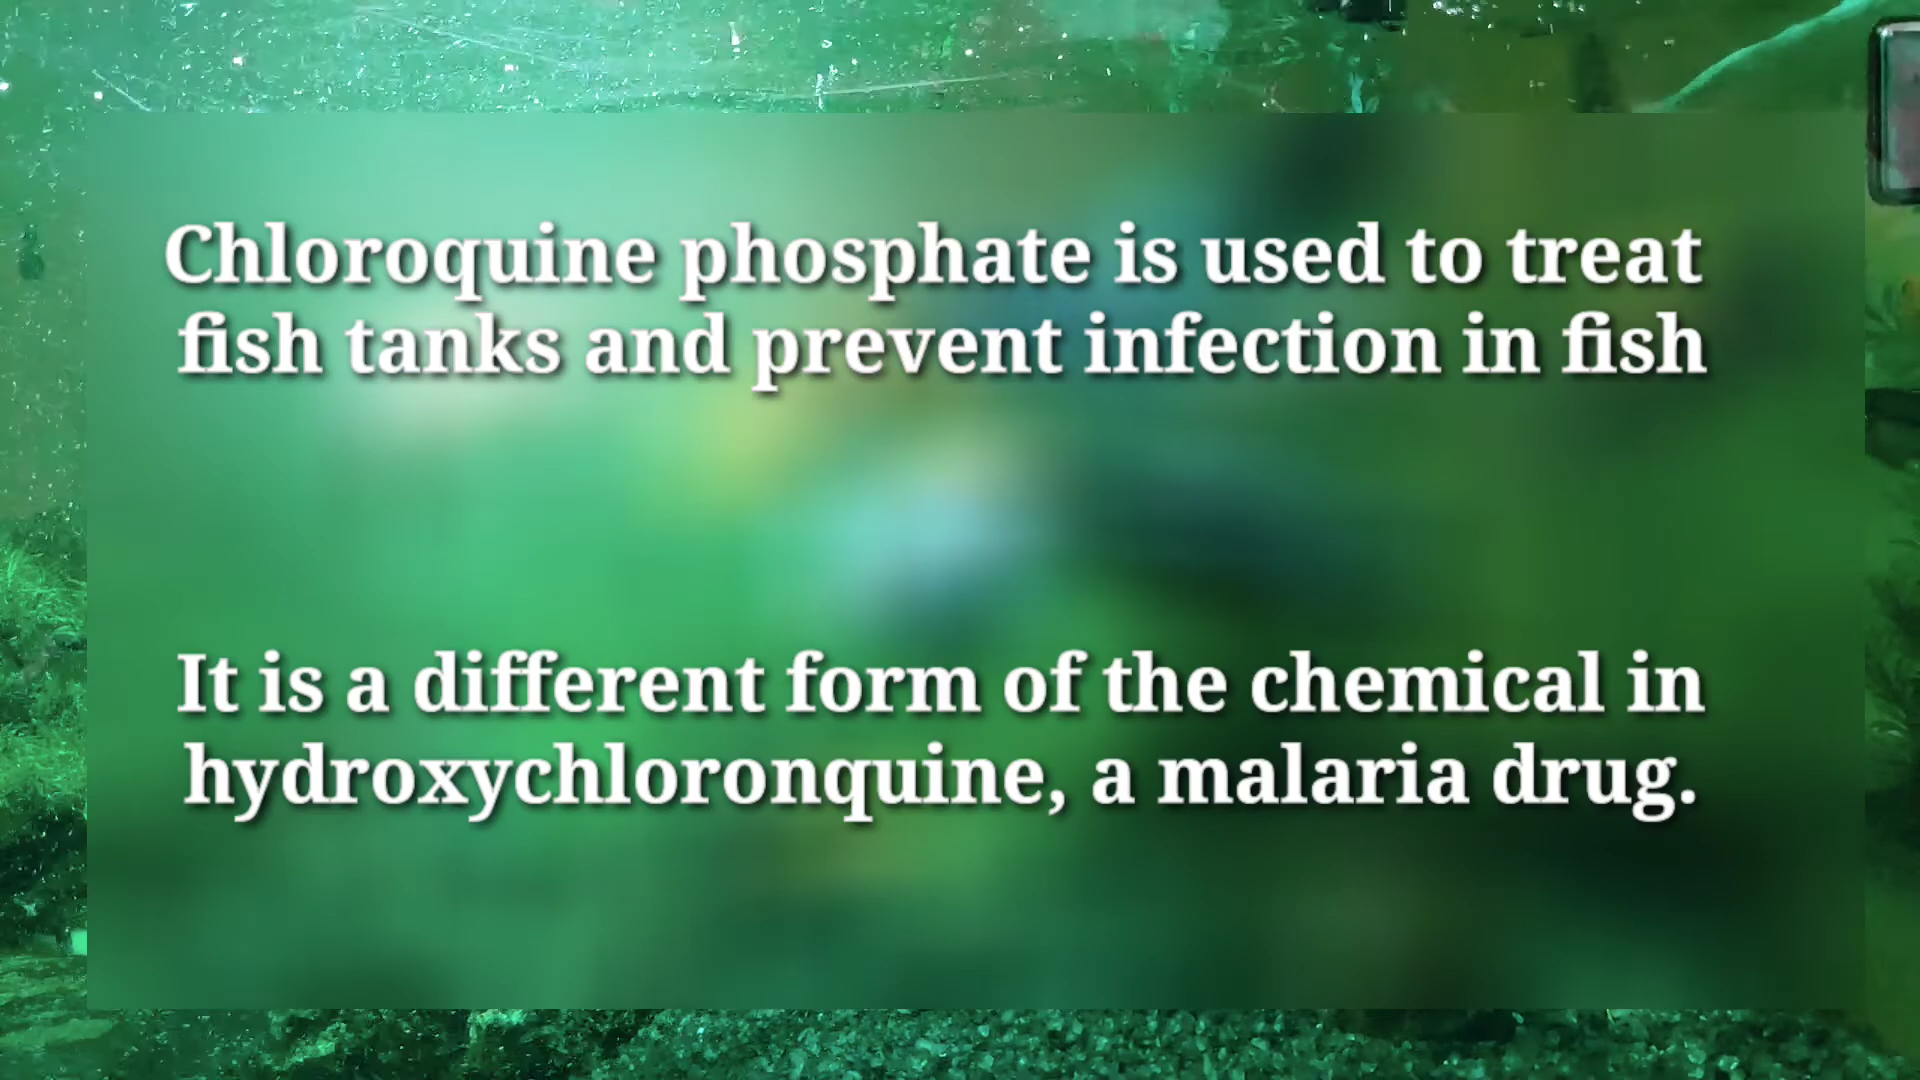 Chloroquine phosphate is used to treat
fish tanks and prevent infection in fish
It is a different form of the chemical in
hydroxychloronquine, a malaria drug.